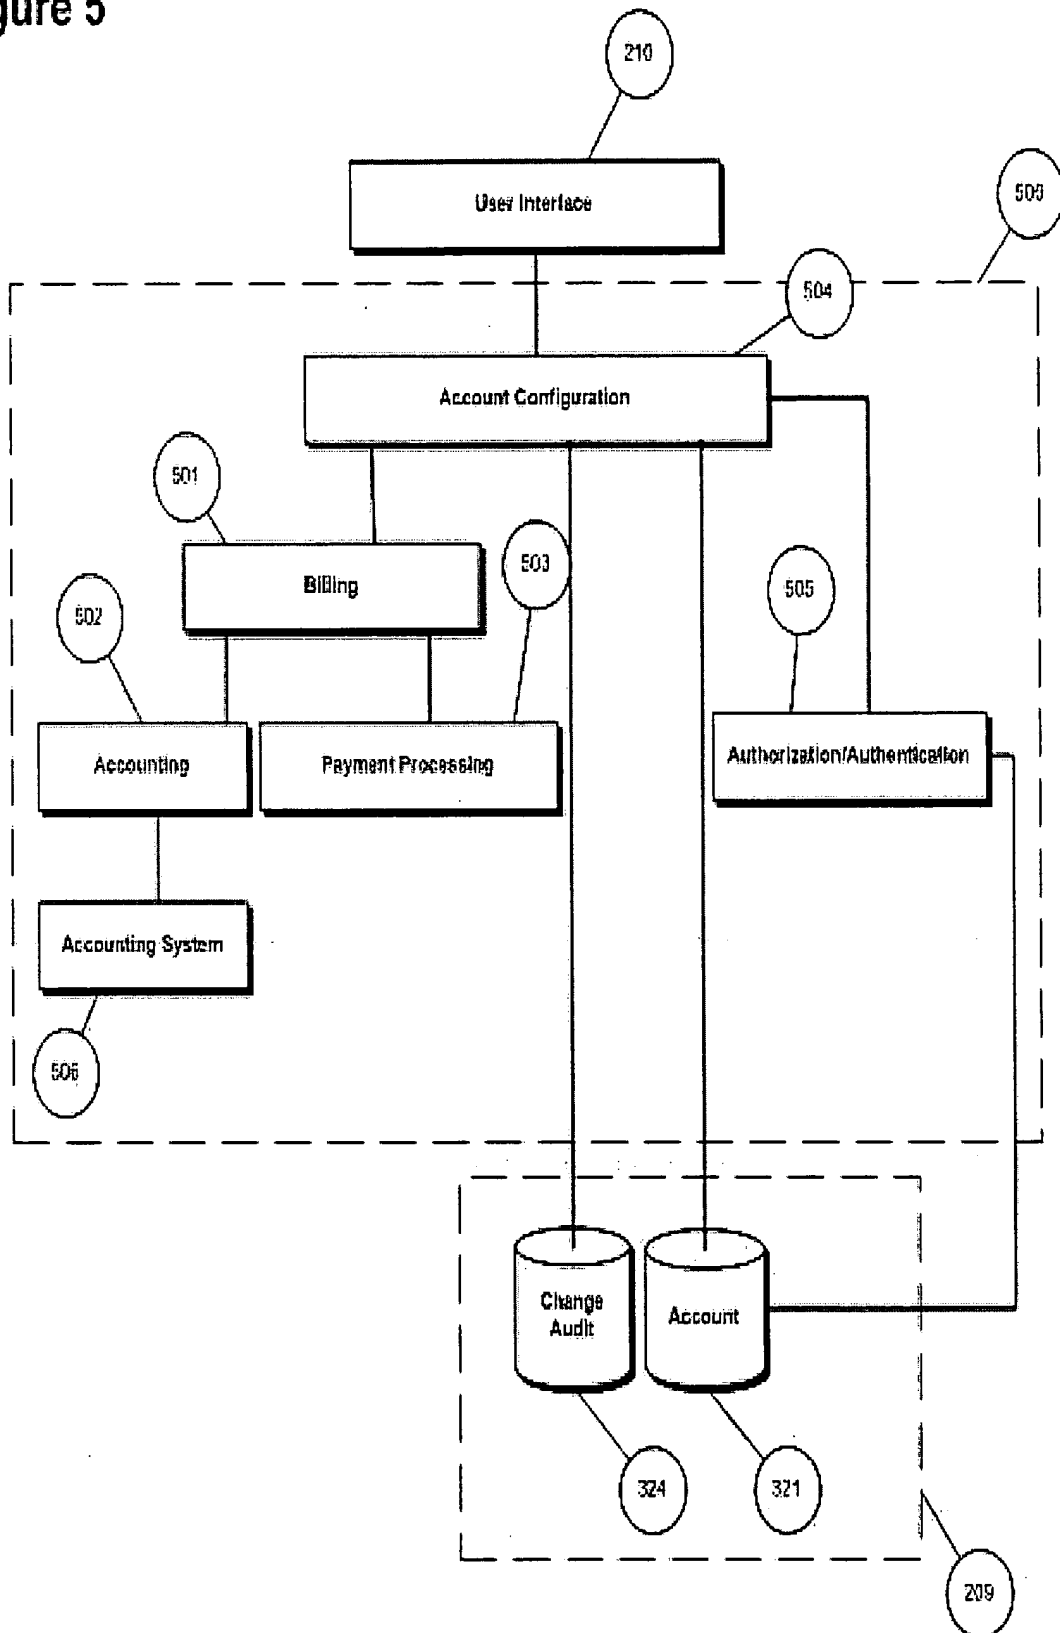 gure 5
210
User Interface
500
504
Account Configuration
501
Billing
503
502
505
Accounting
Payment Processing
Authorization/Authentication
Accounting System
506
Change
Audit
Account
324
321
209